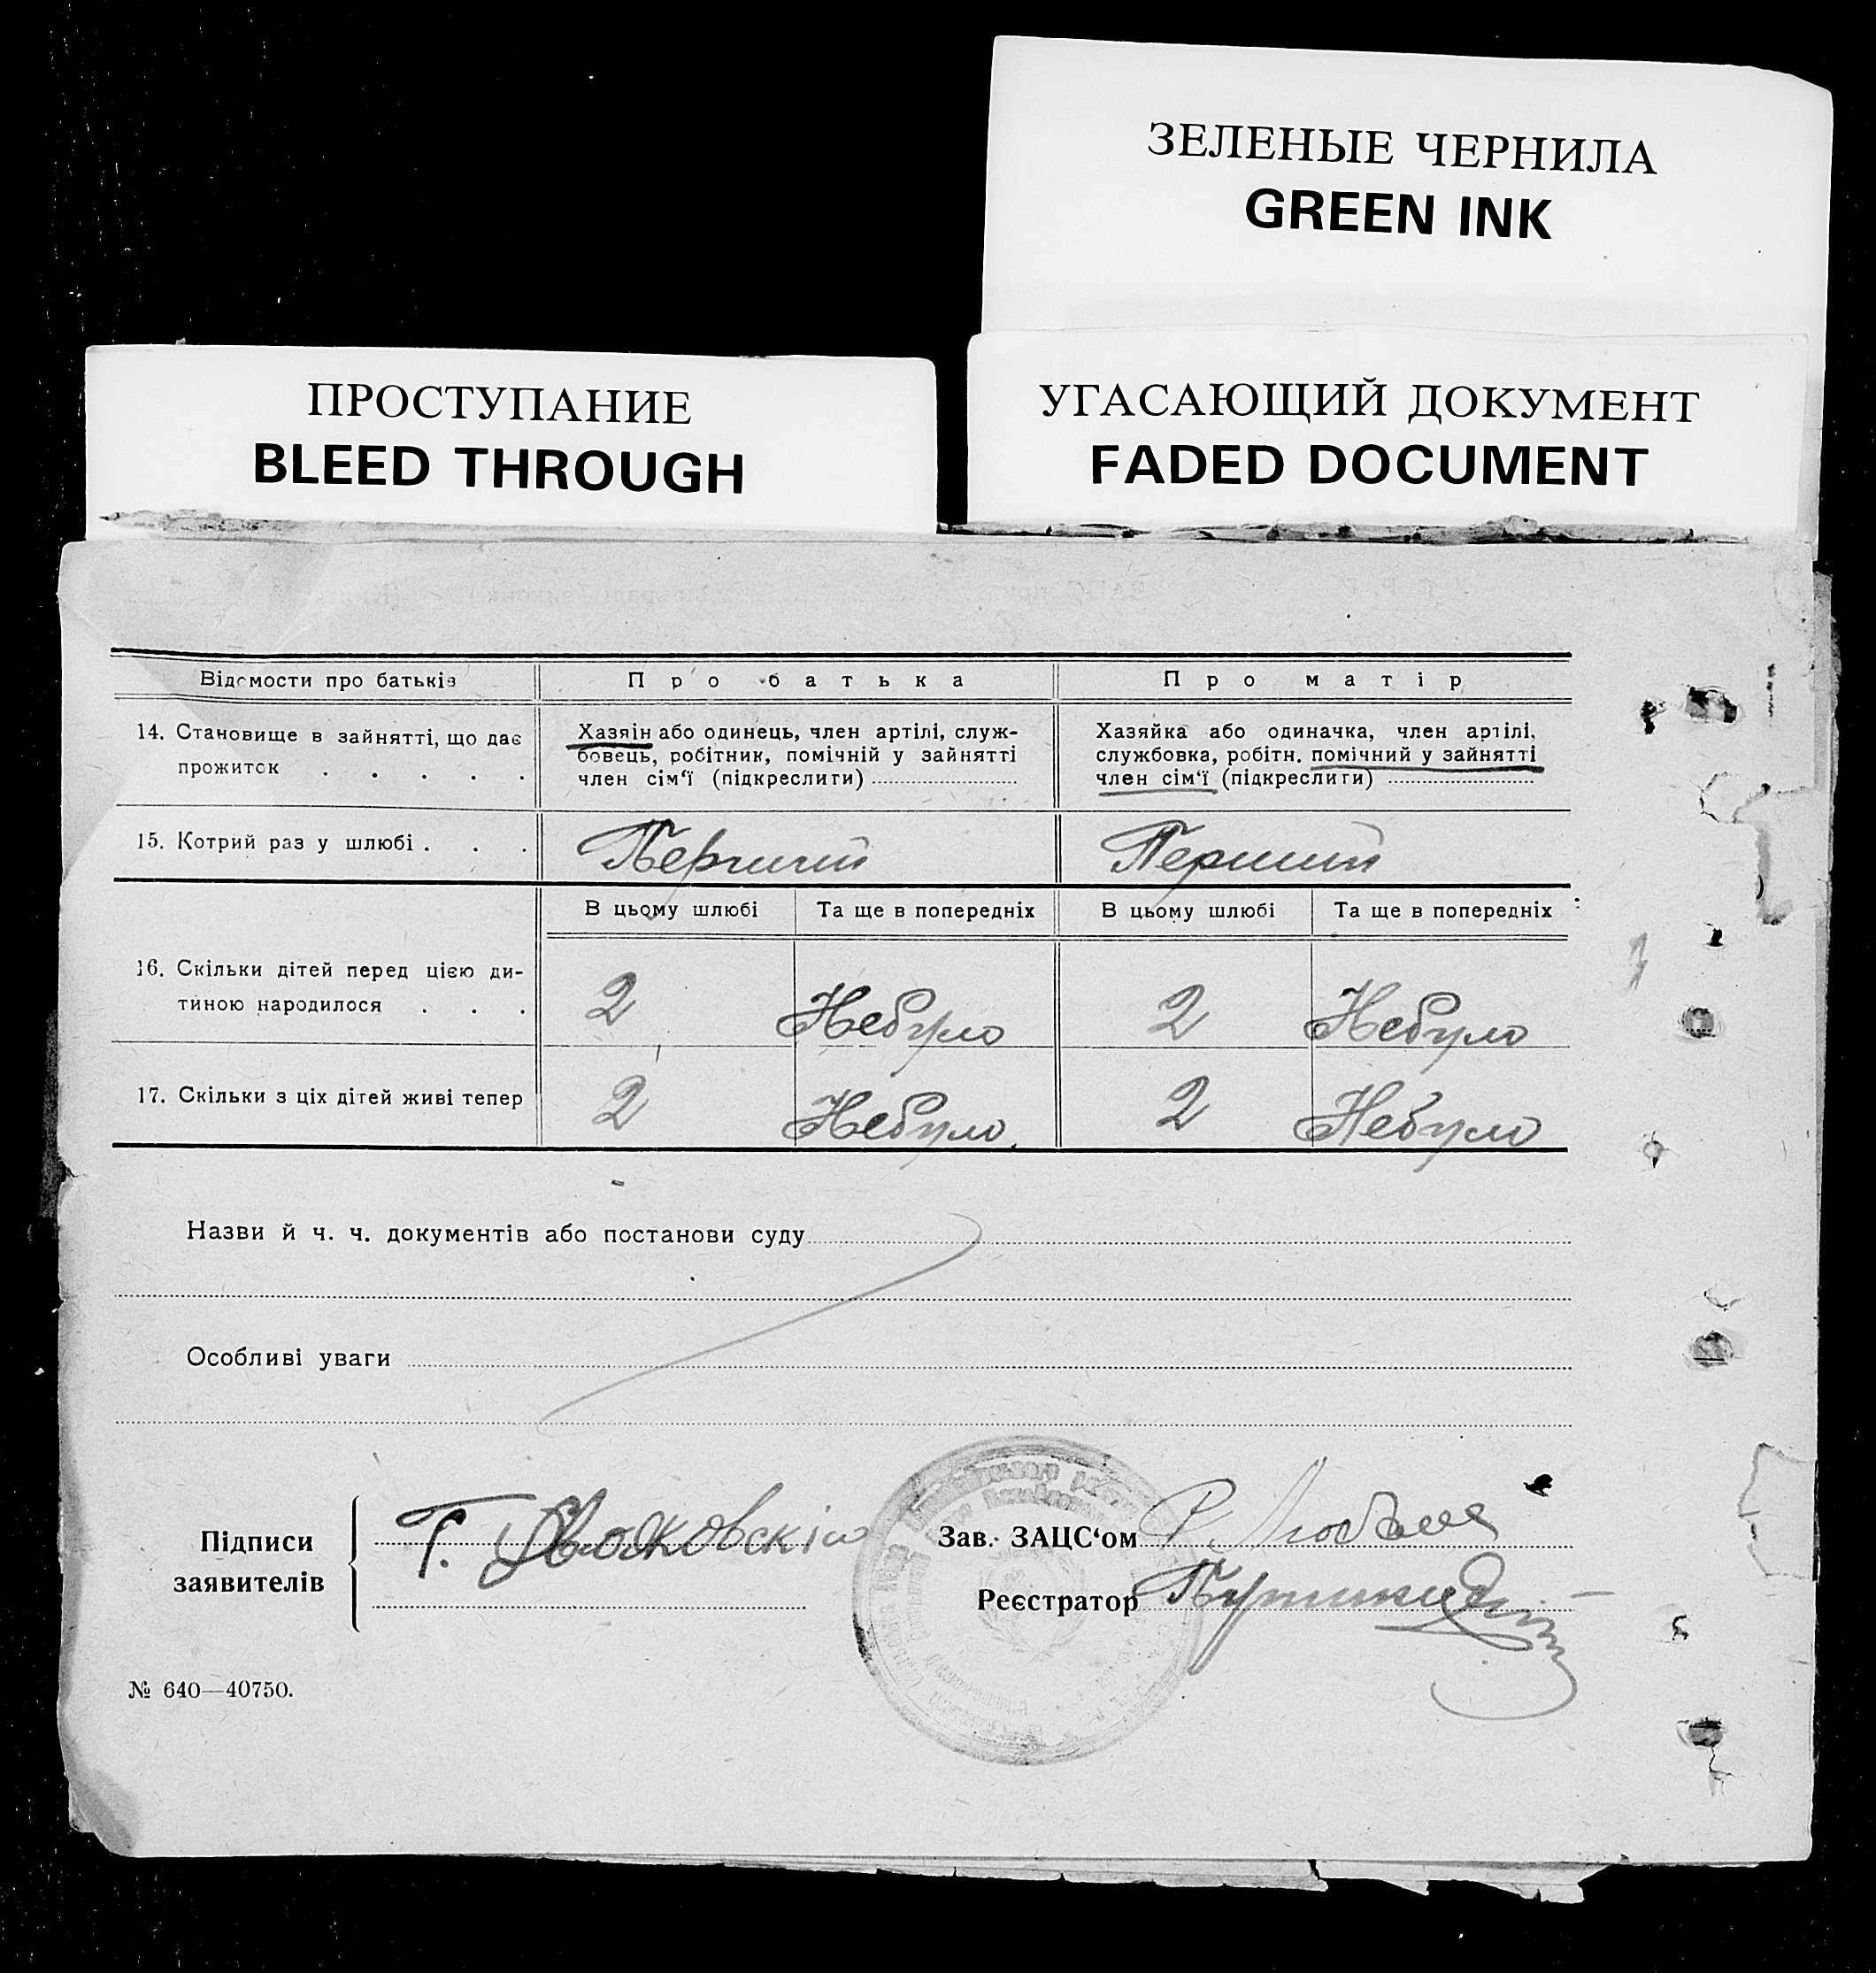 ЗЕЛЕНЫЕ ЧЕРНИЛА
GREEN INK
ПРОСТУПАНИЕ
BLEED THROUGH
УГАСАЮЩИЙ ДОКУМЕНТ
FADED DOCUMENT
Відомости про батьків
Про батька
Про матір
14. Становище в зайнятті, що дає
прожиток . . . . .
Хазяін або одинець, член артілі, служ-
бовець, робітник, помічній у зайнятті
член сім‘ї (підкреслити)
Хазяйка або одиначка, член артілі,
службовка, робітн. помічний у зайнятті
член сім‘ї (підкреслити)
15. Котрий раз у шлюбі . . .
Перший
Перший
В цьому шлюбі
Та ще в попередніх
В цьому шлюбі
Та ще в попередніх
16. Скільки дітей перед цією ди-
тиною народилося . . .
2
Небуло
2
Небуло
17. Скільки з ціх дітей живі тепер
2
Небуло
2
Небуло
Назви й ч. ч. документів або постанови суду
Особливі уваги
Підписи
заявителів
Г.
Зав. ЗАЦС‘ом
Реєстратор
№ 640—40750.